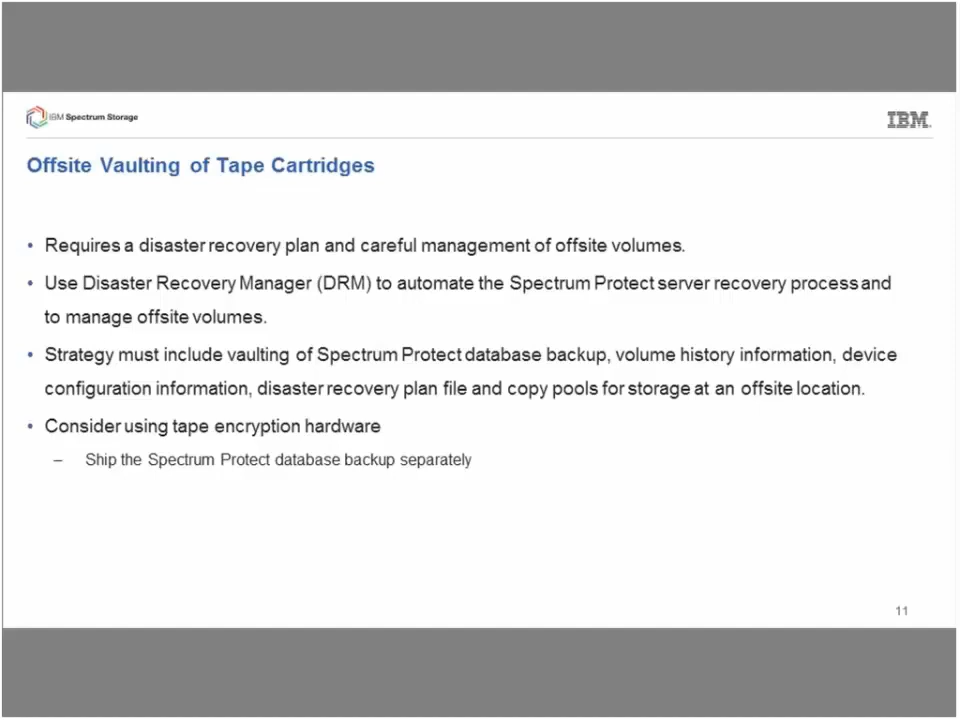 IBM Spectrum Storage
IBM
Offsite Vaulting of Tape Cartridges
• Requires a disaster recovery plan and careful management of offsite volumes.
• Use Disaster Recovery Manager (DRM) to automate the Spectrum Protect server recovery process and
to manage offsite volumes.
• Strategy must include vaulting of Spectrum Protect database backup, volume history information, device
configuration information, disaster recovery plan file and copy pools for storage at an offsite location.
• Consider using tape encryption hardware
– Ship the Spectrum Protect database backup separately
11